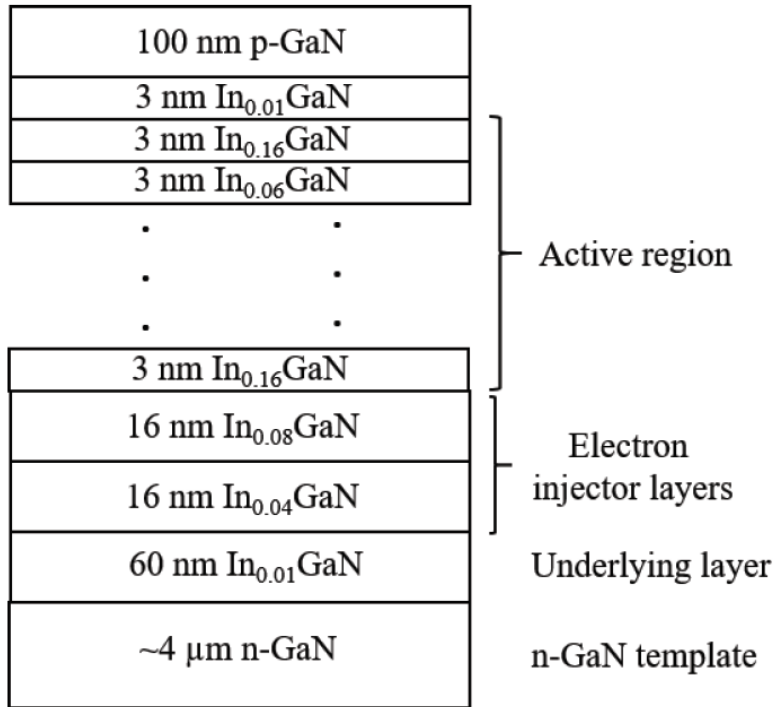 100 nm p-GaN
3 nm In₀.₀₁GaN
3 nm In₀.₁₆GaN
3 nm In₀.₀₆GaN
Active region
3 nm In₀.₁₆GaN
16 nm In₀.₀₈GaN
Electron
injector layers
16 nm In₀.₀₄GaN
60 nm In₀.₀₁GaN
Underlying layer
~4 µm n-GaN
n-GaN template